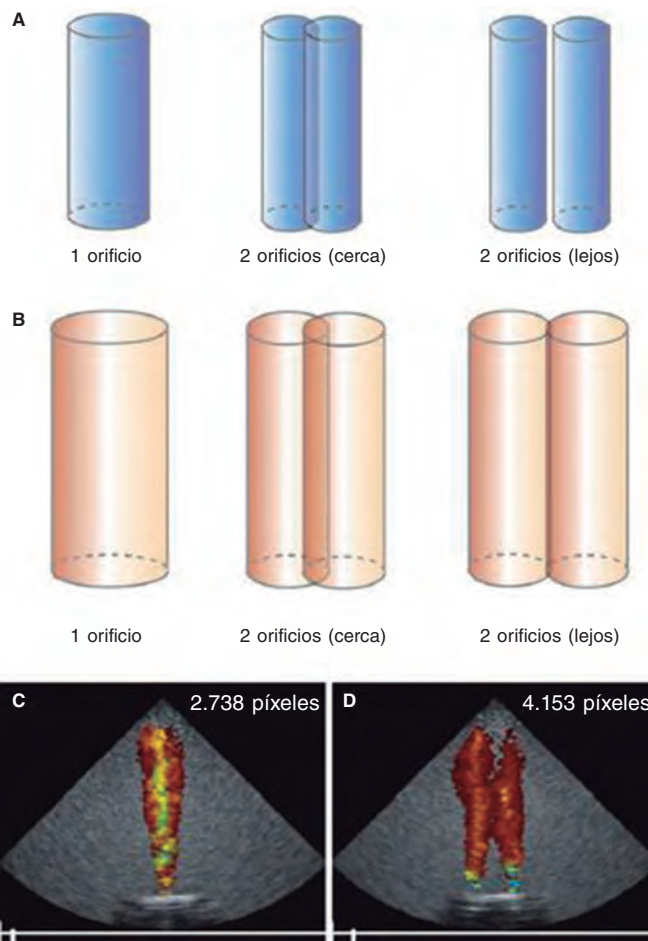 A
1 orificio 2 orificios (cerca) 2 orificios (lejos)
B
1 orificio 2 orificios (cerca) 2 orificios (lejos)
C 2.738 píxeles D 4.153 píxeles